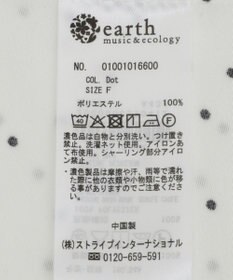 earth
music&ecology
NO. 01001016600
COL. Dot
SIZE F
ポリエステル 100%
濃色品は白物と分別洗い。つけ置き
禁止。洗濯ネット使用。アイロンあ
て布使用。シャーリング部分アイロ
ン禁止。
濃色製品は摩擦や汗、雨等で濡れ
た際に他の衣類や小物に色が移
る事がありますのでご注意下さい。
中国製
(株)ストライプインターナショナル
0120-659-591